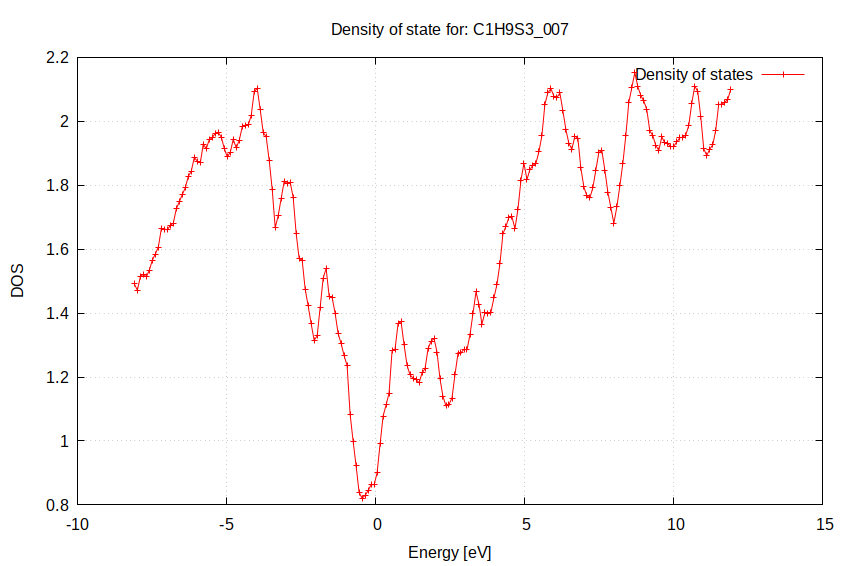 Density of state for: C1H9S3_007
Density of states
2.2
2
1.8
1.6
1.4
1.2
1
0.8
DOS
-10 -5 0 5 10 15
Energy [eV]